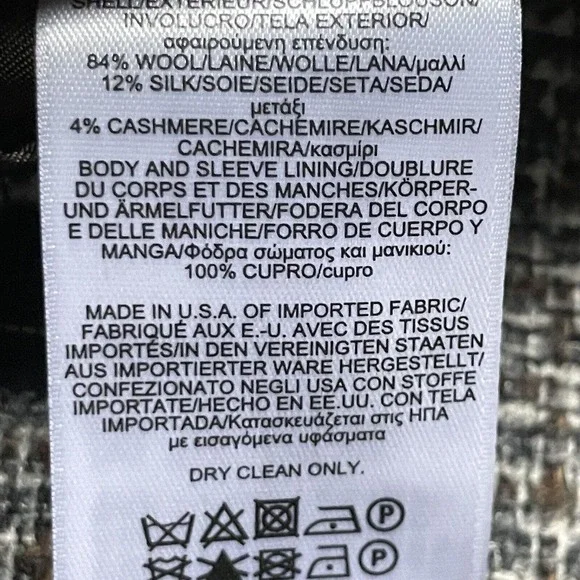 SHELL/EXTÉRIEUR/SCHLUPFBLOUSON/
INVOLUCRO/TELA EXTERIOR/
αφαιρούμενη επένδυση:
84% WOOL/LAINE/WOLLE/LANA/μαλλί
12% SILK/SOIE/SEIDE/SETA/SEDA/
μετάξι
4% CASHMERE/CACHEMIRE/KASCHMIR/
CACHEMIRA/κασμίρι
BODY AND SLEEVE LINING/DOUBLURE
DU CORPS ET DES MANCHES/KÖRPER-
UND ÄRMELFUTTER/FODERA DEL CORPO
E DELLE MANICHE/FORRO DE CUERPO Y
MANGA/Φόδρα σώματος και μανικιού:
100% CUPRO/cupro
MADE IN U.S.A. OF IMPORTED FABRIC/
FABRIQUÉ AUX E.-U. AVEC DES TISSUS
IMPORTÉS/IN DEN VEREINIGTEN STAATEN
AUS IMPORTIERTER WARE HERGESTELLT/
CONFEZIONATO NEGLI USA CON STOFFE
IMPORTATE/HECHO EN EE.UU. CON TELA
IMPORTADA/Κατασκευάζεται στις ΗΠΑ
με εισαγόμενα υφάσματα
DRY CLEAN ONLY.
P
P